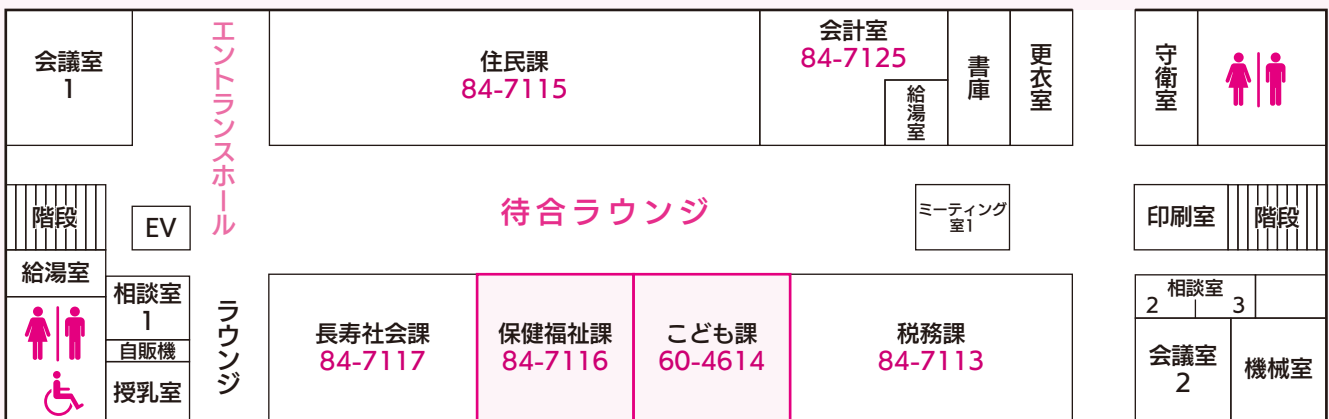 会議室
1
エントランスホール
住民課
84-7115
会計室
84-7125
給湯室
書庫
更衣室
守衛室
階段
EV
待合ラウンジ
ミーティング
室1
印刷室
階段
給湯室
相談室
1
自販機
授乳室
ラウンジ
長寿社会課
84-7117
保健福祉課
84-7116
こども課
60-4614
税務課
84-7113
相談室
2 3
会議室
2
機械室